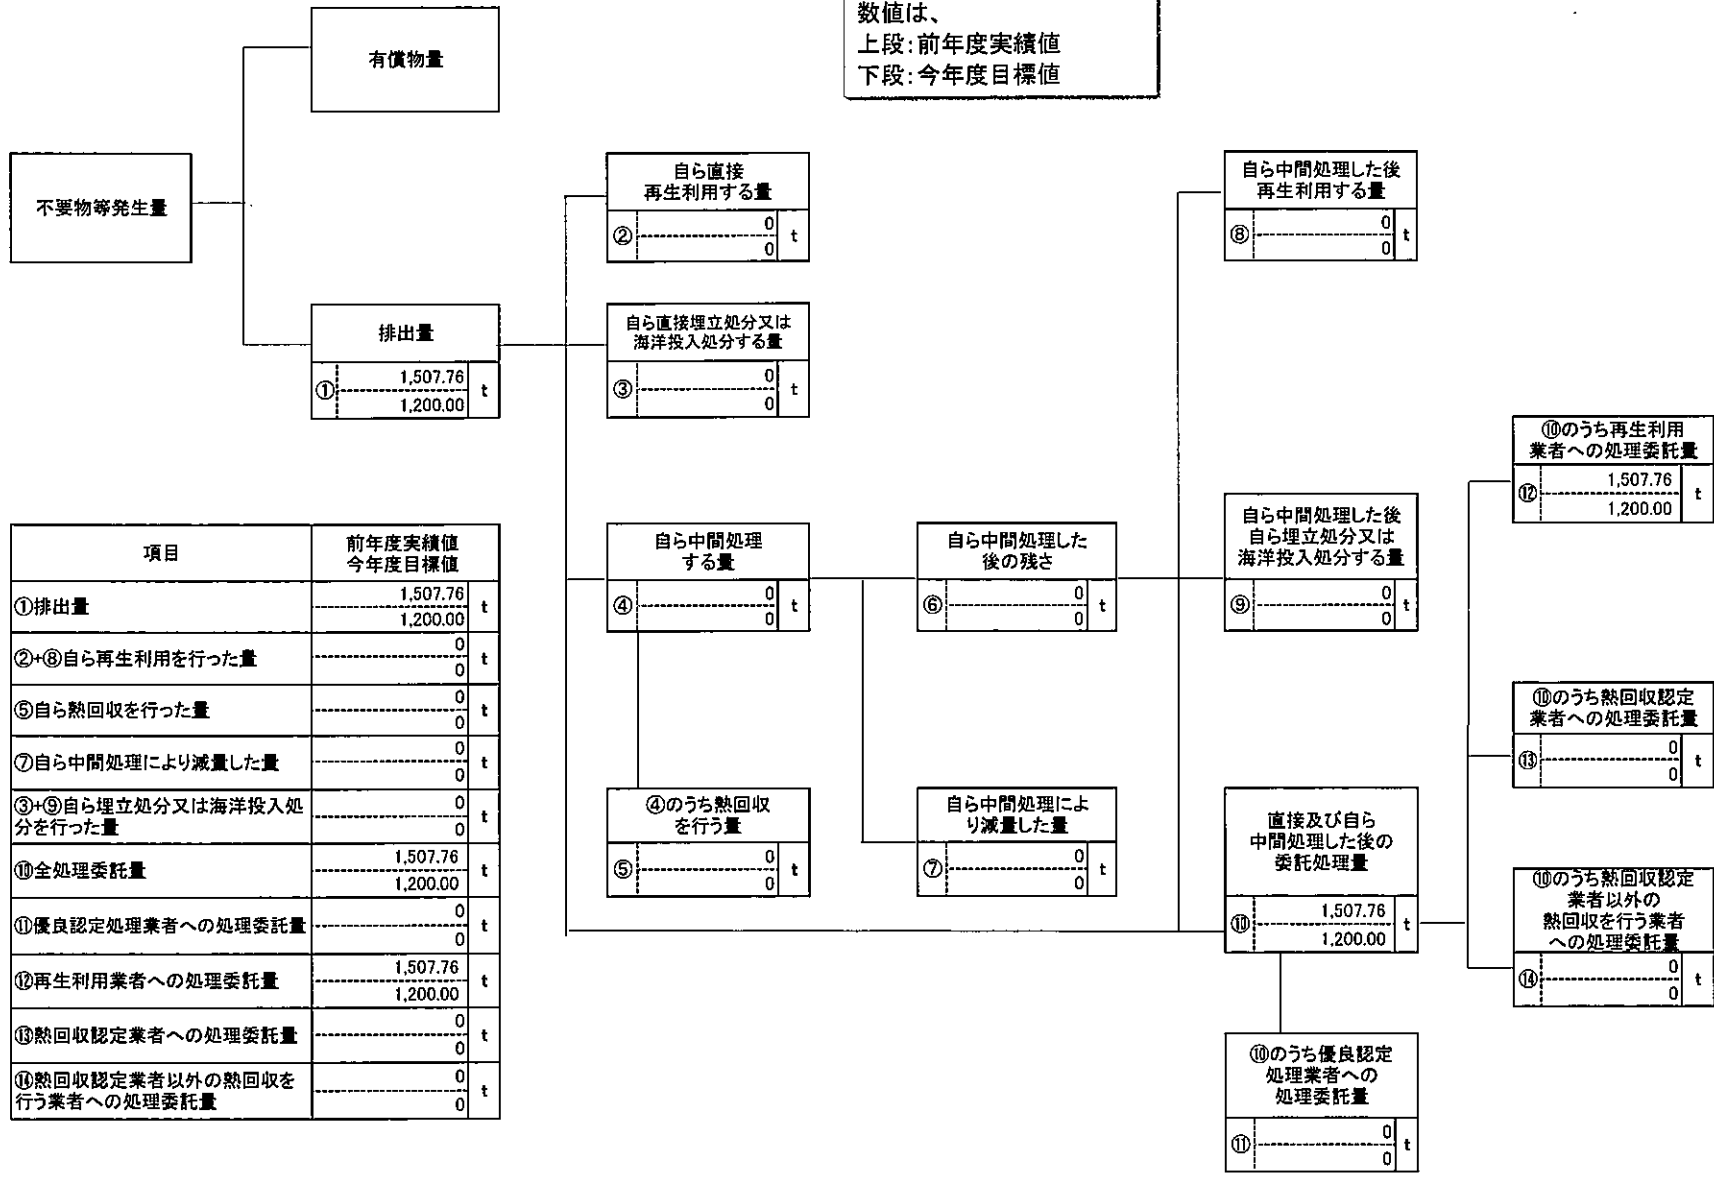 数値は、
上段:前年度実績値
下段:今年度目標値
有償物量
不要物等発生量
排出量
① 1,507.76 t
1,200.00
自ら直接
再生利用する量
② 0 t
0
自ら直接埋立処分又は
海洋投入処分する量
③ 0 t
0
自ら中間処理
する量
④ 0 t
0
④のうち熱回収
を行う量
⑤ 0 t
0
自ら中間処理した
後の残さ
⑥ 0 t
0
自ら中間処理によ
り減量した量
⑦ 0 t
0
自ら中間処理した後
再生利用する量
⑧ 0 t
0
自ら中間処理した後
自ら埋立処分又は
海洋投入処分する量
⑨ 0 t
0
直接及び自ら
中間処理した後の
委託処理量
⑩ 1,507.76 t
1,200.00
⑩のうち優良認定
処理業者への
処理委託量
⑪ 0 t
0
⑩のうち再生利用
業者への処理委託量
⑫ 1,507.76 t
1,200.00
⑩のうち熱回収認定
業者への処理委託量
⑬ 0 t
0
⑩のうち熱回収認定
業者以外の
熱回収を行う業者
への処理委託量
⑭ 0 t
0
項目 前年度実績値
今年度目標値
①排出量 1,507.76 t
1,200.00
②+⑧自ら再生利用を行った量 0 t
0
⑤自ら熱回収を行った量 0 t
0
⑦自ら中間処理により減量した量 0 t
0
③+⑨自ら埋立処分又は海洋投入処
分を行った量 0 t
0
⑩全処理委託量 1,507.76 t
1,200.00
⑪優良認定処理業者への処理委託量 0 t
0
⑫再生利用業者への処理委託量 1,507.76 t
1,200.00
⑬熱回収認定業者への処理委託量 0 t
0
⑭熱回収認定業者以外の熱回収を
行う業者への処理委託量 0 t
0